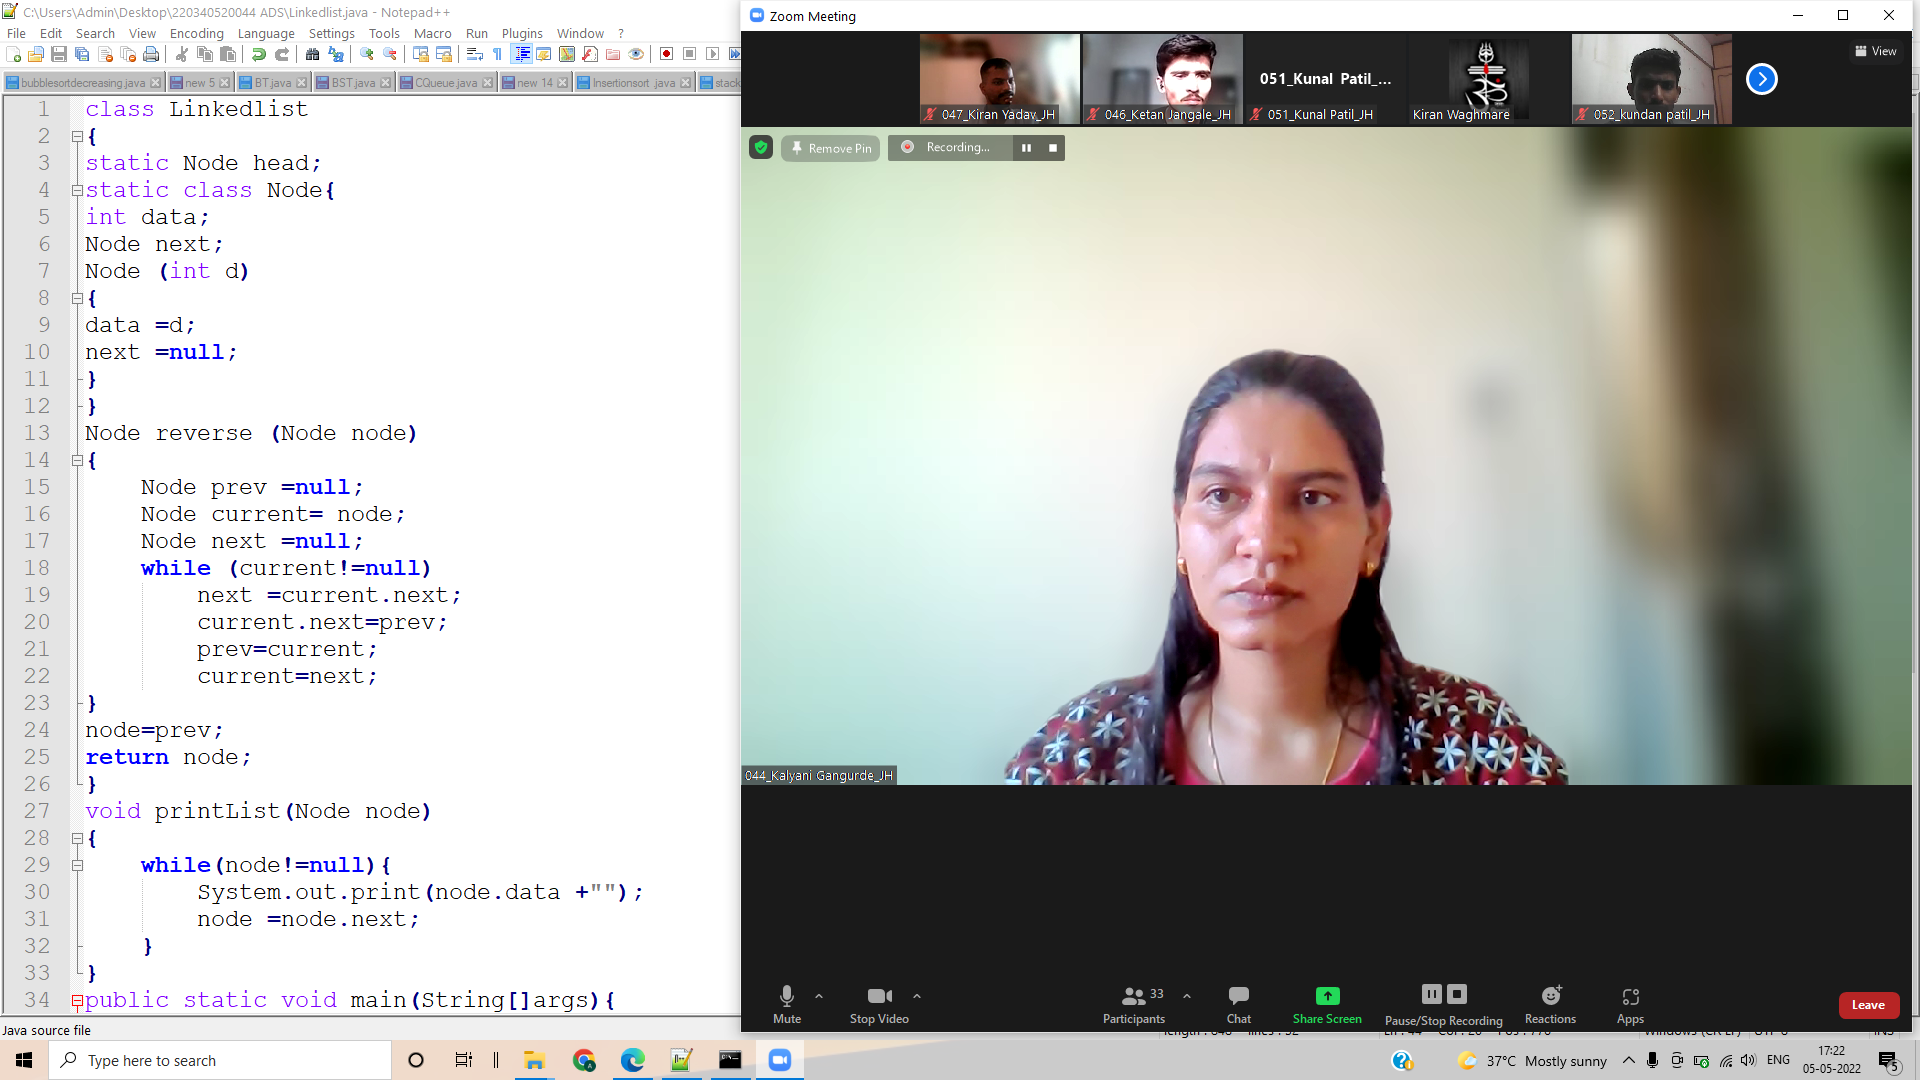 C:\Users\Admin\Desktop\220340520044 ADS\Linkedlist.java - Notepad++
File Edit Search View Encoding Language Settings Tools Macro Run Plugins Window ?
bubblesortdecreasing.java new 5 BT.java BST.java CQueue.java new 14 Insertionsort .java stack
1 class Linkedlist
2 {
3 static Node head;
4 static class Node{
5 int data;
6 Node next;
7 Node (int d)
8 {
9 data =d;
10 next =null;
11 }
12 }
13 Node reverse (Node node)
14 {
15 Node prev =null;
16 Node current= node;
17 Node next =null;
18 while (current!=null)
19 next =current.next;
20 current.next=prev;
21 prev=current;
22 current=next;
23 }
24 node=prev;
25 return node;
26 }
27 void printList(Node node)
28 {
29 while(node!=null){
30 System.out.print(node.data +"");
31 node =node.next;
32 }
33 }
34 public static void main(String[]args){
Java source file
Zoom Meeting
047_Kiran Yadav_JH
046_Ketan Jangale_JH
051_Kunal Patil_...
051_Kunal Patil_JH
Kiran Waghmare
052_kundan patil_JH
View
Remove Pin
Recording...
044_Kalyani Gangurde_JH
Mute
Stop Video
33
Participants
Chat
Share Screen
Pause/Stop Recording
Reactions
Apps
Leave
Type here to search
37°C Mostly sunny
ENG
17:22
05-05-2022
5